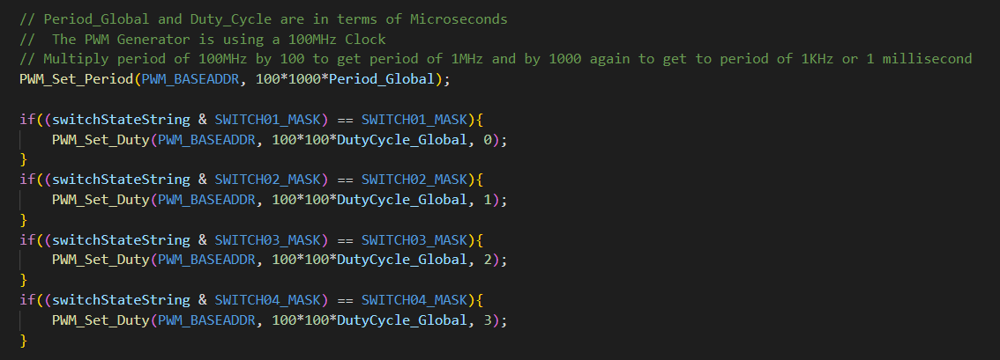 // Period_Global and Duty_Cycle are in terms of Microseconds
//  The PWM Generator is using a 100MHz Clock
// Multiply period of 100MHz by 100 to get period of 1MHz and by 1000 again to get to period of 1KHz or 1 millisecond
PWM_Set_Period(PWM_BASEADDR, 100*1000*Period_Global);

if((switchStateString & SWITCH01_MASK) == SWITCH01_MASK){
    PWM_Set_Duty(PWM_BASEADDR, 100*100*DutyCycle_Global, 0);
}
if((switchStateString & SWITCH02_MASK) == SWITCH02_MASK){
    PWM_Set_Duty(PWM_BASEADDR, 100*100*DutyCycle_Global, 1);
}
if((switchStateString & SWITCH03_MASK) == SWITCH03_MASK){
    PWM_Set_Duty(PWM_BASEADDR, 100*100*DutyCycle_Global, 2);
}
if((switchStateString & SWITCH04_MASK) == SWITCH04_MASK){
    PWM_Set_Duty(PWM_BASEADDR, 100*100*DutyCycle_Global, 3);
}